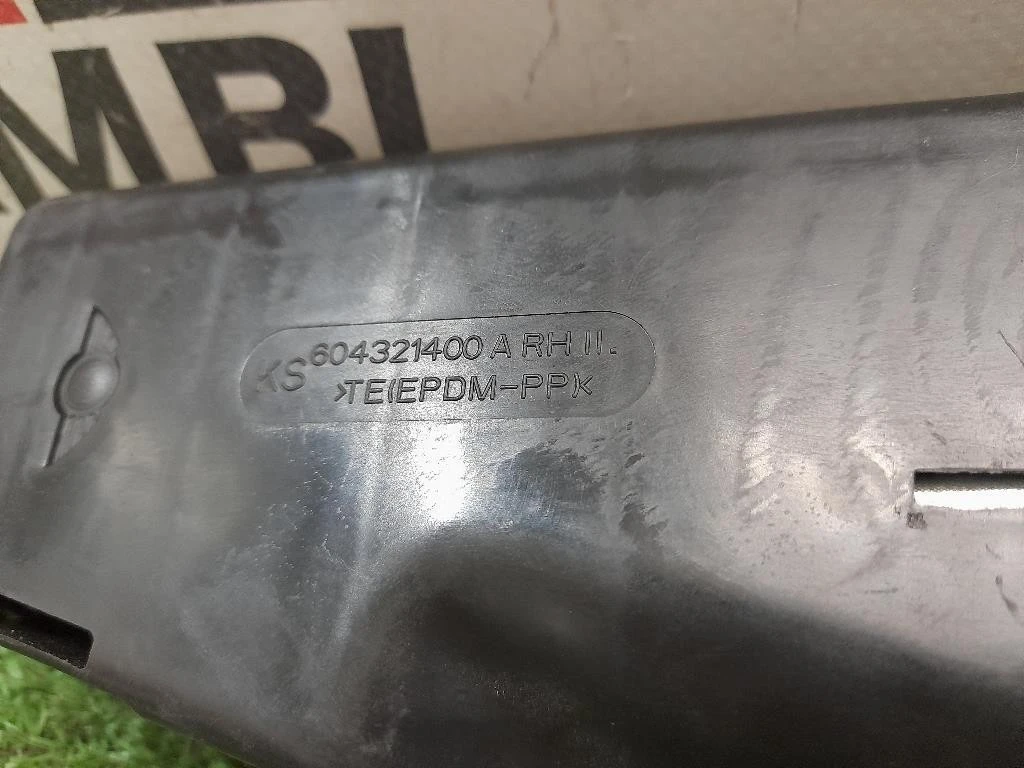 MBI
KS 604321400 A RH II.
>TE(EPDM-PP)<